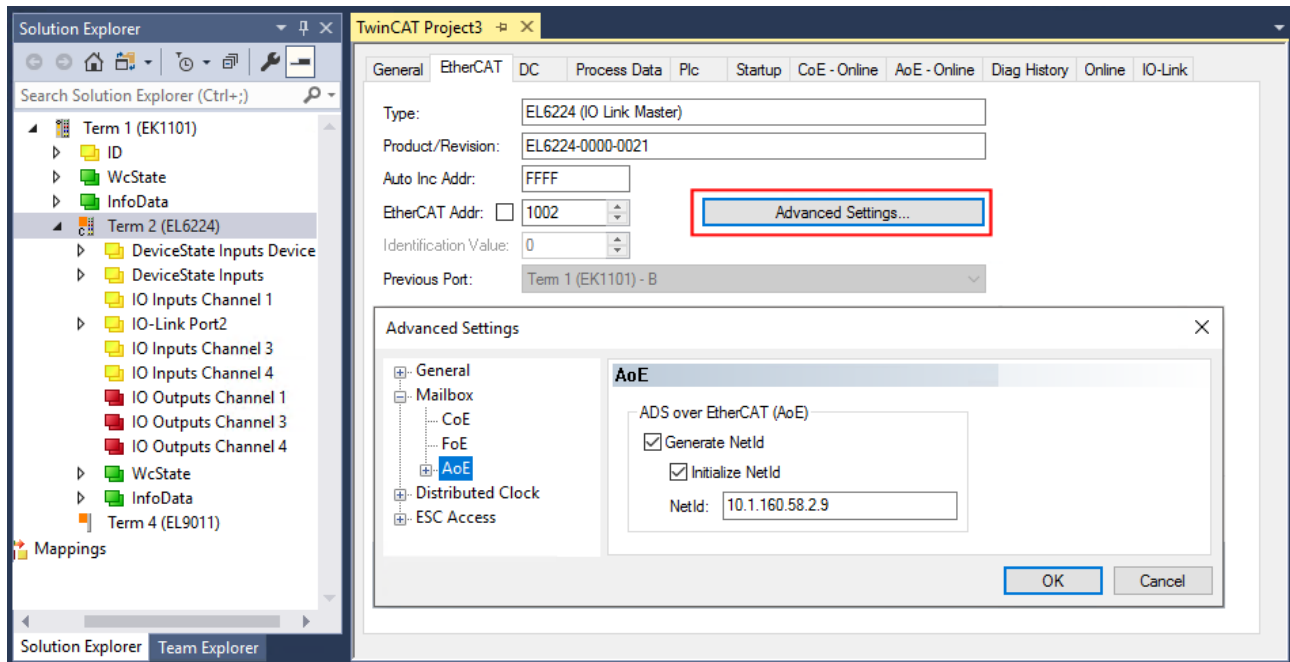 Solution Explorer
Search Solution Explorer (Ctrl+;)
Term 1 (EK1101)
ID
WcState
InfoData
Term 2 (EL6224)
DeviceState Inputs Device
DeviceState Inputs
IO Inputs Channel 1
IO-Link Port2
IO Inputs Channel 3
IO Inputs Channel 4
IO Outputs Channel 1
IO Outputs Channel 3
IO Outputs Channel 4
WcState
InfoData
Term 4 (EL9011)
Mappings
Solution Explorer Team Explorer
TwinCAT Project3
General EtherCAT DC Process Data Plc Startup CoE - Online AoE - Online Diag History Online IO-Link
Type: EL6224 (IO Link Master)
Product/Revision: EL6224-0000-0021
Auto Inc Addr: FFFF
EtherCAT Addr: 1002 Advanced Settings...
Identification Value: 0
Previous Port: Term 1 (EK1101) - B
Advanced Settings
General
Mailbox
CoE
FoE
AoE
Distributed Clock
ESC Access
AoE
ADS over EtherCAT (AoE)
Generate NetId
Initialize NetId
NetId: 10.1.160.58.2.9
OK Cancel